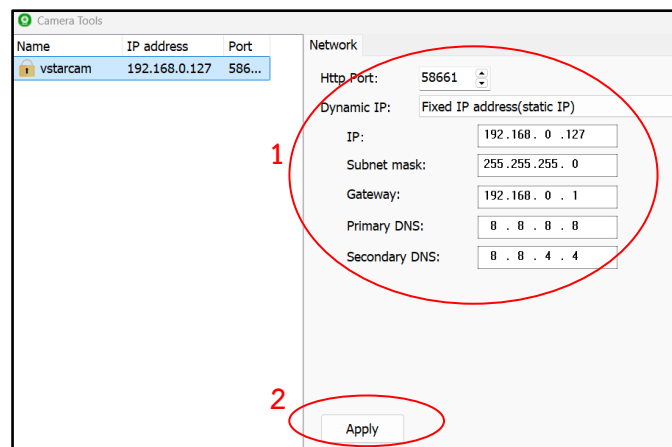 Camera Tools
Name IP address Port
vstarcam 192.168.0.127 586...
Network
Http Port: 58661
Dynamic IP: Fixed IP address(static IP)
1
IP: 192.168. 0 .127
Subnet mask: 255.255.255. 0
Gateway: 192.168. 0 . 1
Primary DNS: 8 . 8 . 8 . 8
Secondary DNS: 8 . 8 . 4 . 4
2
Apply